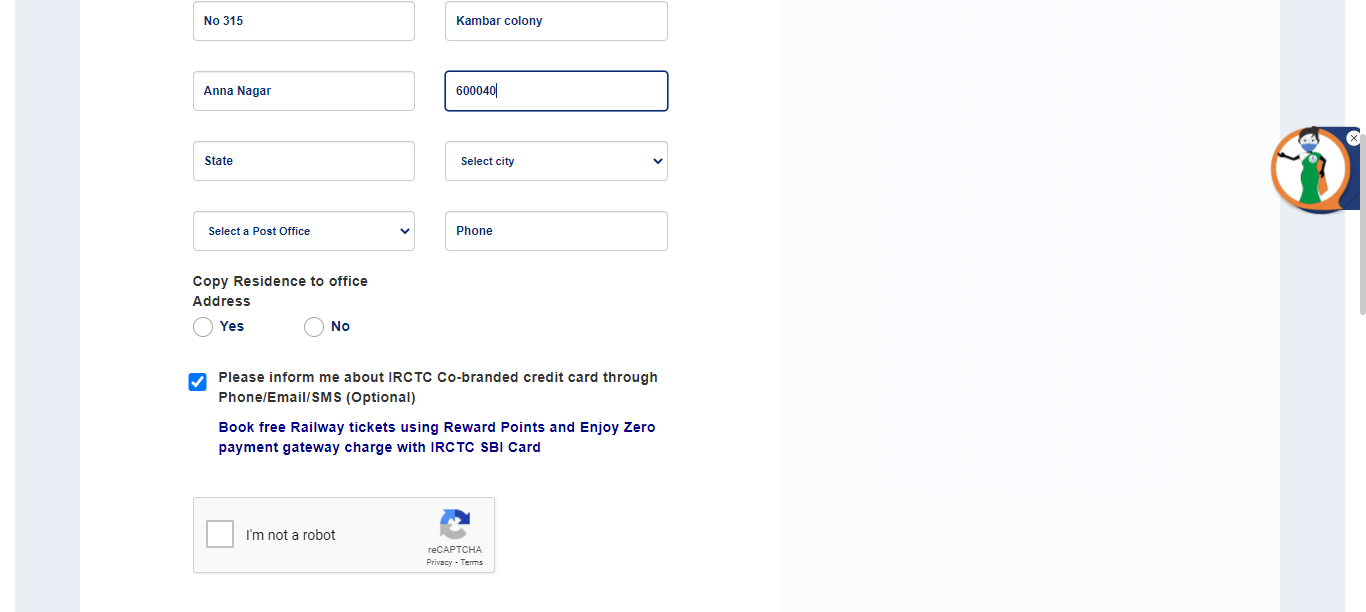 No 315
Kambar colony
Anna Nagar
600040
State
Select city
Select a Post Office
Phone
Copy Residence to office
Address
Yes
No
Please inform me about IRCTC Co-branded credit card through
Phone/Email/SMS (Optional)
Book free Railway tickets using Reward Points and Enjoy Zero
payment gateway charge with IRCTC SBI Card
I'm not a robot
reCAPTCHA
Privacy - Terms